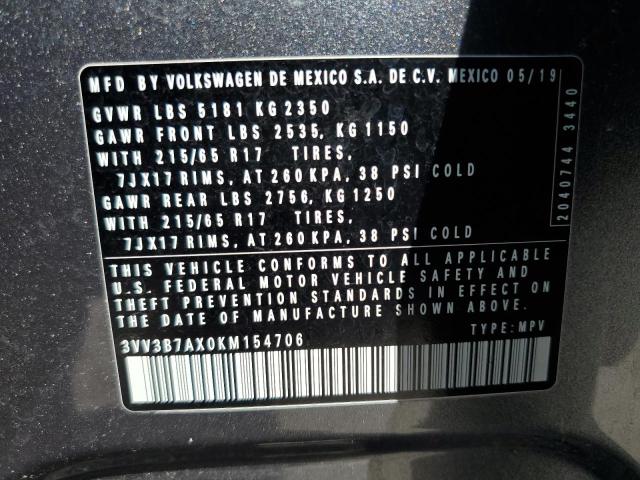 MFD BY VOLKSWAGEN DE MEXICO S.A. DE C.V. MEXICO 05/19
GVWR LBS 5181 KG 2350
GAWR FRONT LBS 2535, KG 1150
WITH 215/65 R17 TIRES,
7JX17 RIMS, AT 260 KPA, 38 PSI COLD
GAWR REAR LBS 2756, KG 1250
WITH 215/65 R17 TIRES,
7JX17 RIMS, AT 260 KPA, 38 PSI COLD
2040744 3440
THIS VEHICLE CONFORMS TO ALL APPLICABLE
U.S. FEDERAL MOTOR VEHICLE SAFETY AND
THEFT PREVENTION STANDARDS IN EFFECT ON
THE DATE OF MANUFACTURE SHOWN ABOVE.
3VV3B7AX0KM154706 TYPE: MPV